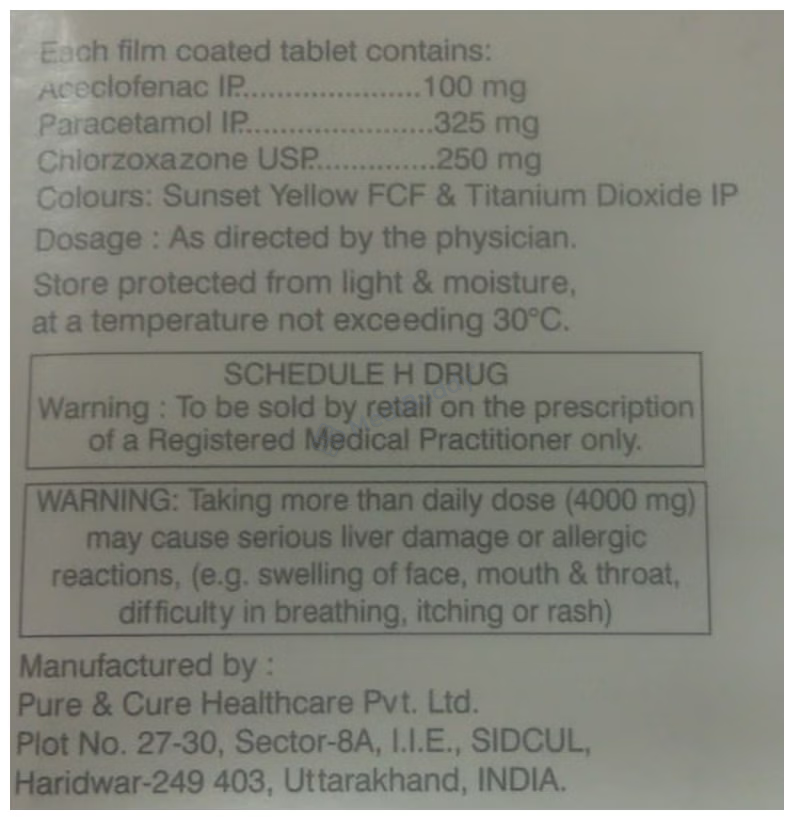 Each film coated tablet contains:
Aceclofenac IP......................100 mg
Paracetamol IP.......................325 mg
Chlorzoxazone USP..............250 mg
Colours: Sunset Yellow FCF & Titanium Dioxide IP
Dosage : As directed by the physician.
Store protected from light & moisture,
at a temperature not exceeding 30°C.
SCHEDULE H DRUG
Warning : To be sold by retail on the prescription
of a Registered Medical Practitioner only.
WARNING: Taking more than daily dose (4000 mg)
may cause serious liver damage or allergic
reactions, (e.g. swelling of face, mouth & throat,
difficulty in breathing, itching or rash)
Manufactured by :
Pure & Cure Healthcare Pvt. Ltd.
Plot No. 27-30, Sector-8A, I.I.E., SIDCUL,
Haridwar-249 403, Uttarakhand, INDIA.